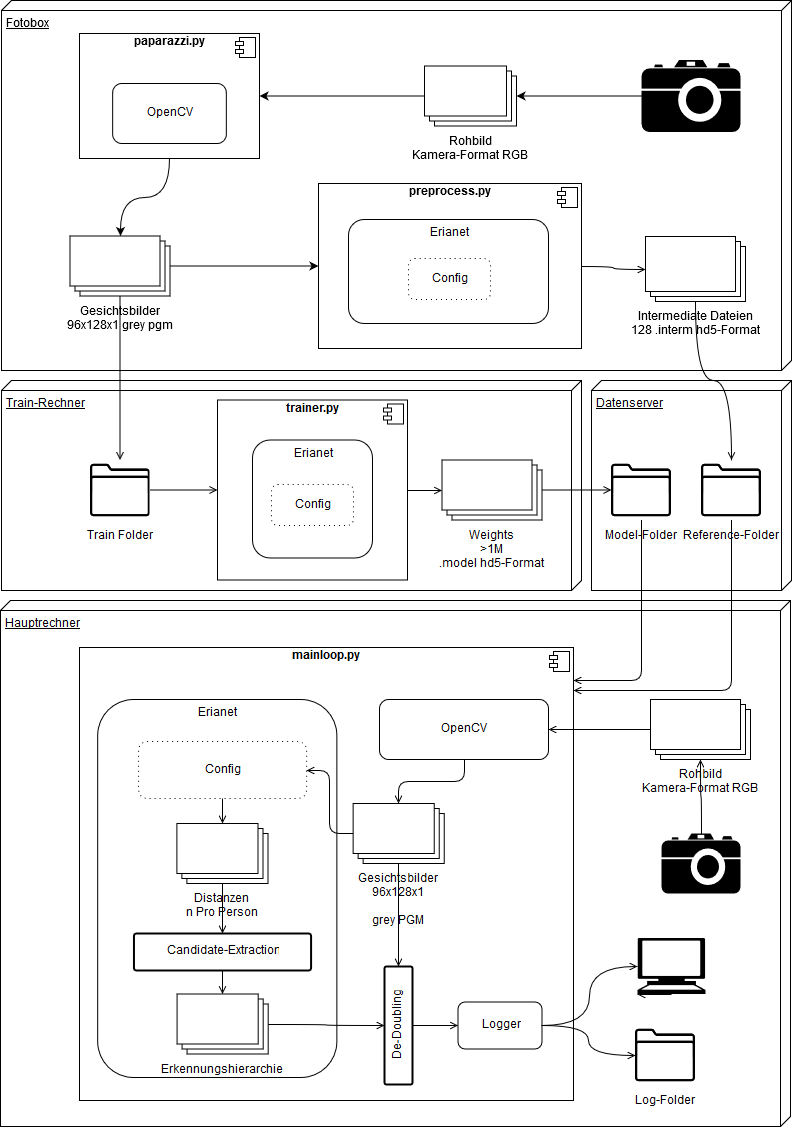 Fotobox
paparazzi.py
OpenCV
Rohbild
Kamera-Format RGB
preprocess.py
Erianet
Config
Gesichtsbilder
96x128x1 grey pgm
Intermediate Dateien
128 .interm hd5-Format
Train-Rechner
trainer.py
Erianet
Config
Train Folder
Weights
>1M
.model hd5-Format
Datenserver
Model-Folder
Reference-Folder
Hauptrechner
mainloop.py
Erianet
Config
OpenCV
Rohbild
Kamera-Format RGB
Gesichtsbilder
96x128x1
grey PGM
Distanzen
n Pro Person
Candidate-Extraction
Erkennungshierarchie
De-Doubling
Logger
Log-Folder